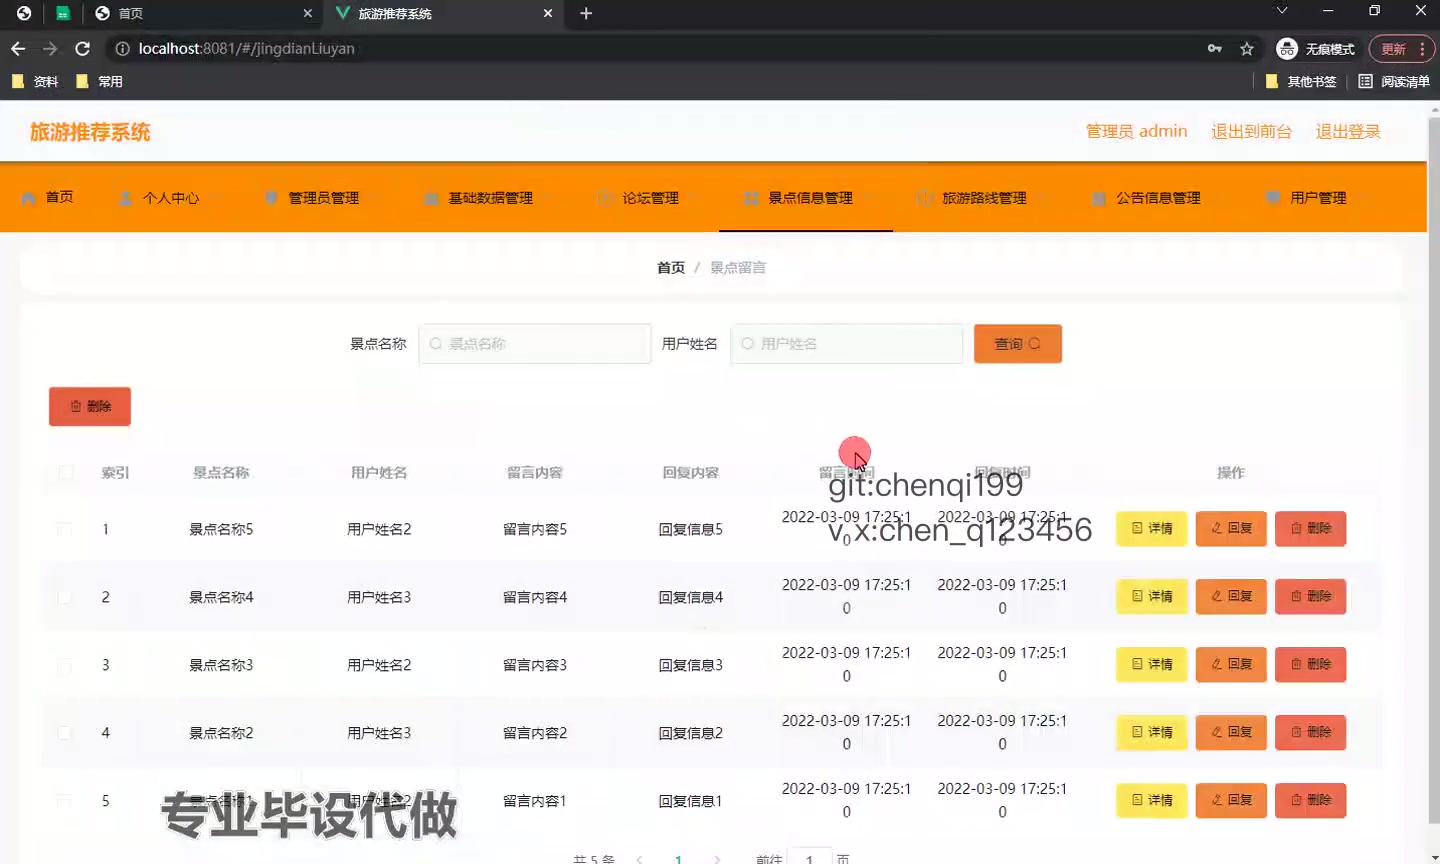 首页
旅游推荐系统
localhost:8081/#/jingdianLiuyan
无痕模式
更新
资料
常用
其他书签
阅读清单
旅游推荐系统
管理员 admin
退出到前台
退出登录
首页
个人中心
管理员管理
基础数据管理
论坛管理
景点信息管理
旅游路线管理
公告信息管理
用户管理
首页 / 景点留言
景点名称
景点名称
用户姓名
用户姓名
查询
删除
索引 景点名称 用户姓名 留言内容 回复内容 留言时间 回复时间 操作
git:chenqi199
1 景点名称5 用户姓名2 留言内容5 回复信息5 2022-03-09 17:25:10 2022-03-09 17:25:10 详情 回复 删除
v.x:chen_q123456
2 景点名称4 用户姓名3 留言内容4 回复信息4 2022-03-09 17:25:10 2022-03-09 17:25:10 详情 回复 删除
3 景点名称3 用户姓名2 留言内容3 回复信息3 2022-03-09 17:25:10 2022-03-09 17:25:10 详情 回复 删除
4 景点名称2 用户姓名3 留言内容2 回复信息2 2022-03-09 17:25:10 2022-03-09 17:25:10 详情 回复 删除
5 景点名称1 用户姓名2 留言内容1 回复信息1 2022-03-09 17:25:10 2022-03-09 17:25:10 详情 回复 删除
专业毕设代做
共 5 条 1 前往 1 页